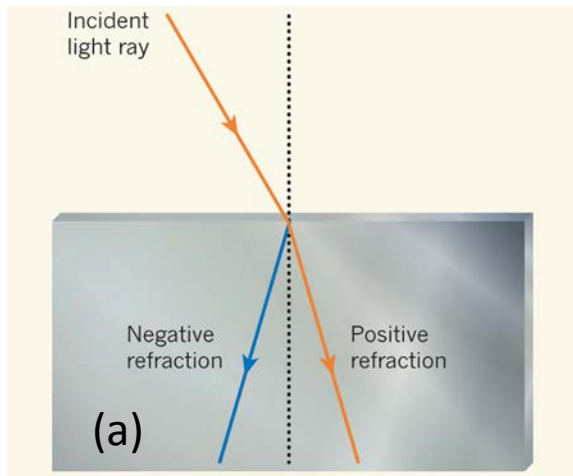 Incident
light ray
Negative
refraction
Positive
refraction
(a)